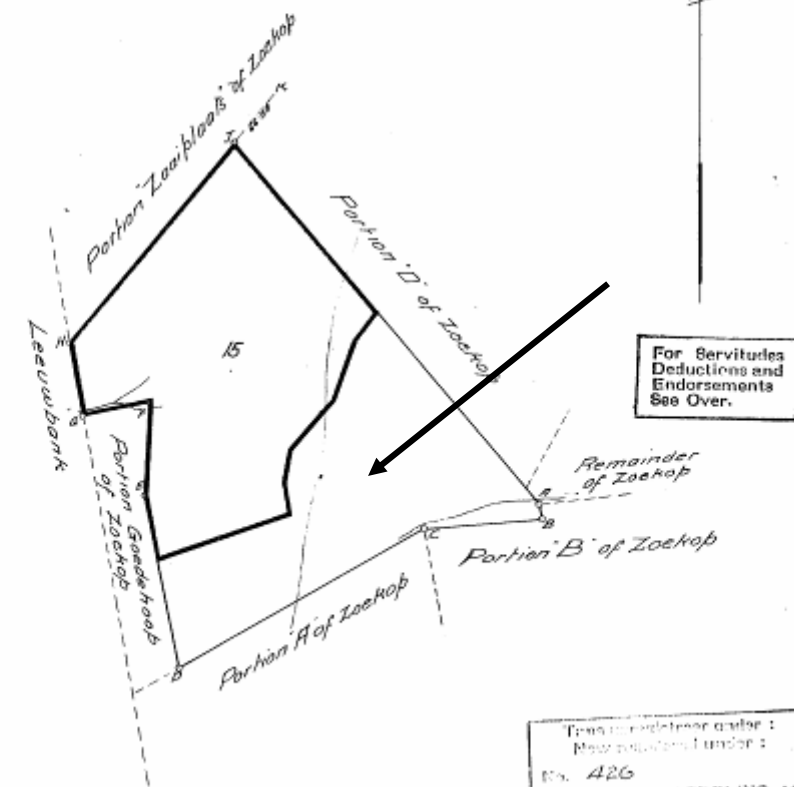 Portion "Zaaiplaats" of Zoekop
J
Portion "D" of Zoekop
H
15
Leeuwbank
G
F
E
Portion Goedehoop
of Zoekop
For Servitudes
Deductions and
Endorsements
See Over.
Remainder
of Zoekop
A
B
C
Portion "B" of Zoekop
Portion "A" of Zoekop
D
No. 426